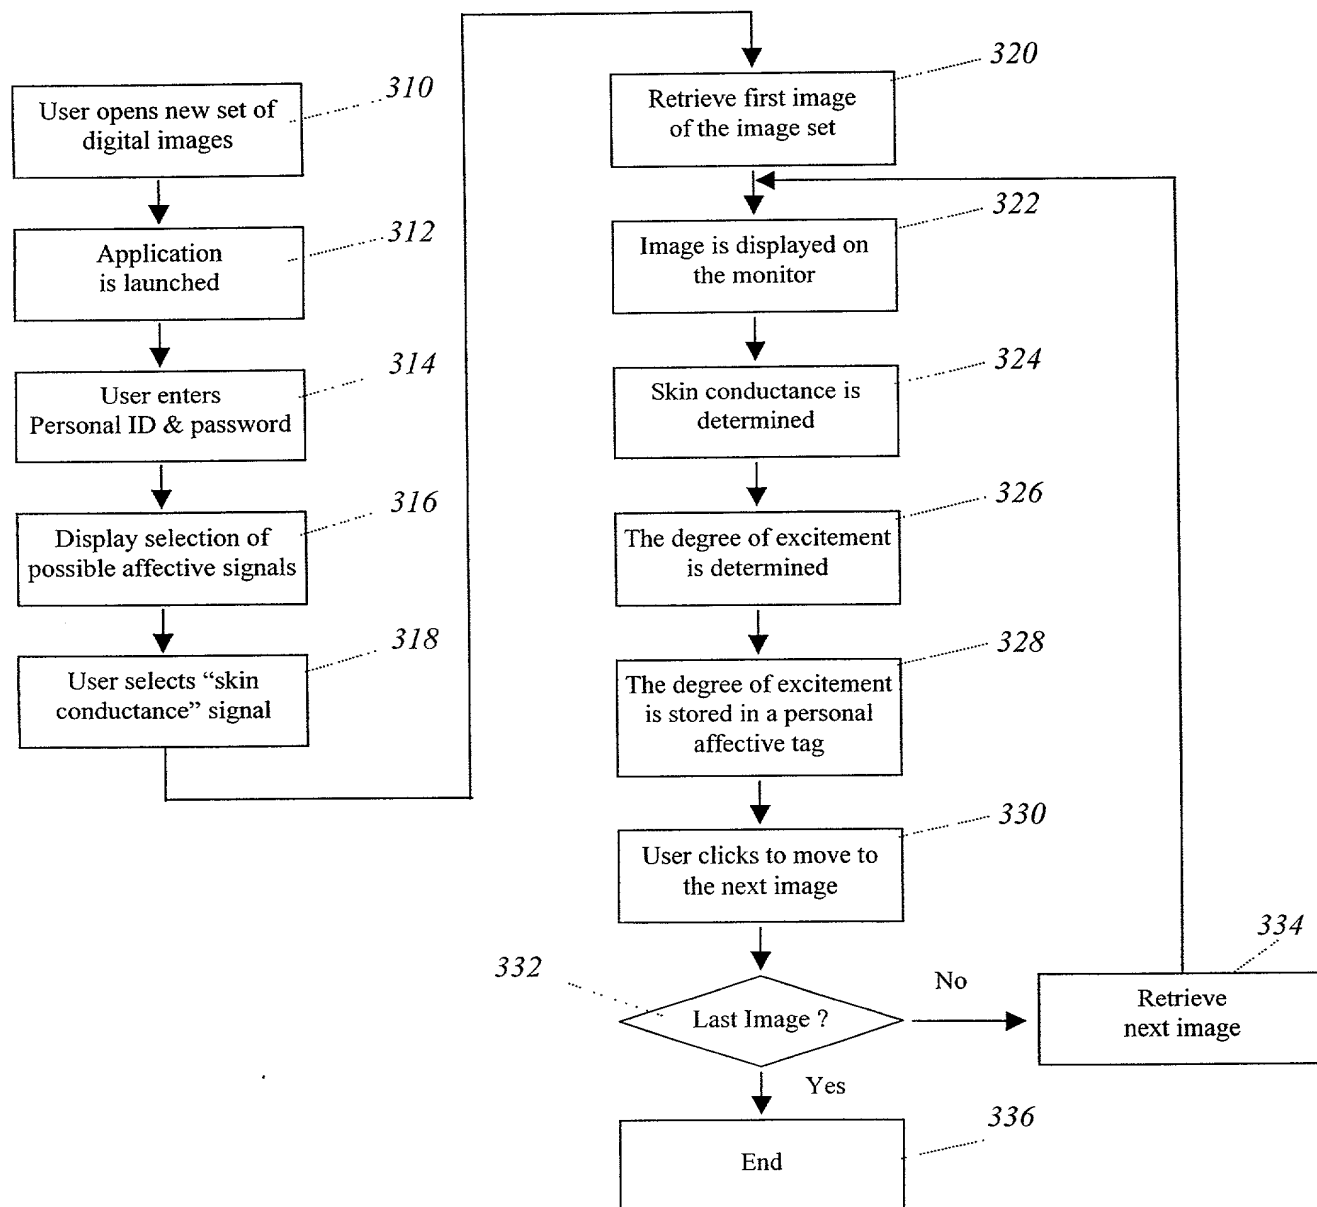 310
User opens new set of
digital images
312
Application
is launched
314
User enters
Personal ID & password
316
Display selection of
possible affective signals
318
User selects “skin
conductance” signal
320
Retrieve first image
of the image set
322
Image is displayed on
the monitor
324
Skin conductance is
determined
326
The degree of excitement
is determined
328
The degree of excitement
is stored in a personal
affective tag
330
User clicks to move to
the next image
332
Last Image ?
No
334
Retrieve
next image
Yes
336
End